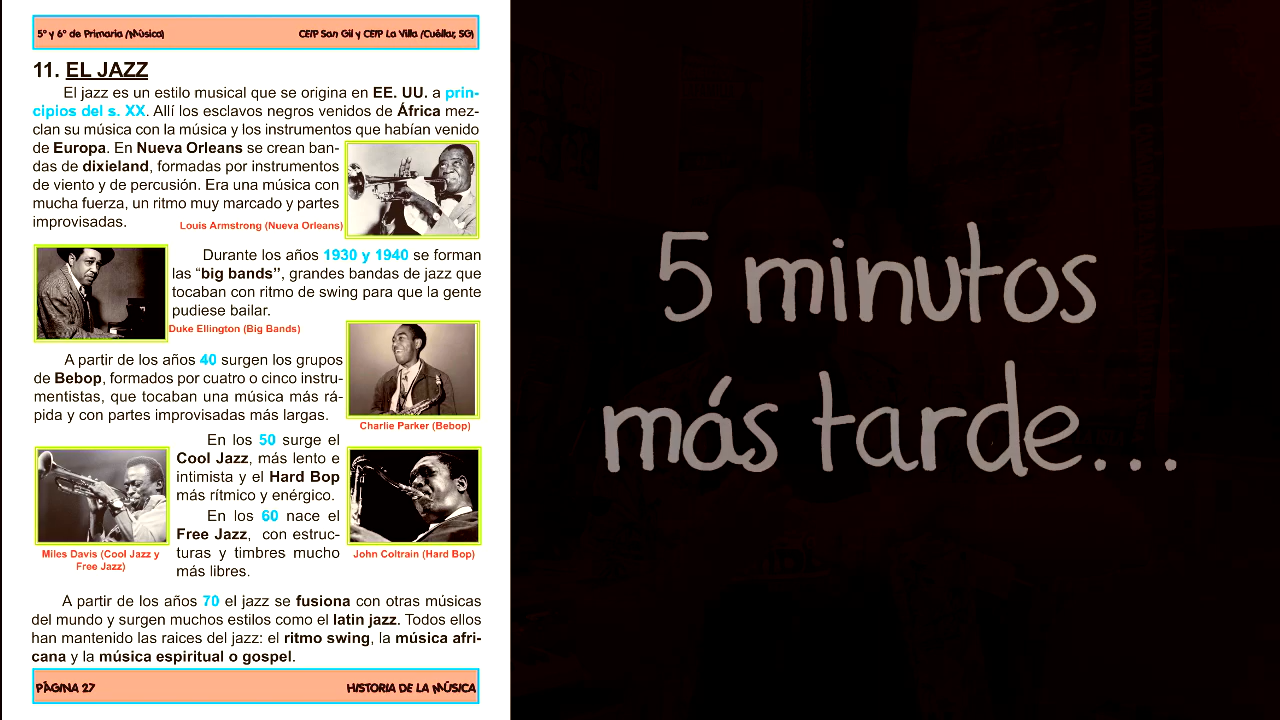 5º y 6º de Primaria (Música) CEIP San Gil y CEIP La Villa (Cuéllar, SG)
11. EL JAZZ
El jazz es un estilo musical que se origina en EE. UU. a prin-
cipios del s. XX. Allí los esclavos negros venidos de África mez-
clan su música con la música y los instrumentos que habían venido
de Europa. En Nueva Orleans se crean ban-
das de dixieland, formadas por instrumentos
de viento y de percusión. Era una música con
mucha fuerza, un ritmo muy marcado y partes
improvisadas.
Louis Armstrong (Nueva Orleans)
Durante los años 1930 y 1940 se forman
las “big bands”, grandes bandas de jazz que
tocaban con ritmo de swing para que la gente
pudiese bailar.
Duke Ellington (Big Bands)
A partir de los años 40 surgen los grupos
de Bebop, formados por cuatro o cinco instru-
mentistas, que tocaban una música más rá-
pida y con partes improvisadas más largas.
Charlie Parker (Bebop)
En los 50 surge el
Cool Jazz, más lento e
intimista y el Hard Bop
más rítmico y enérgico.
En los 60 nace el
Free Jazz, con estruc-
turas y timbres mucho
más libres.
Miles Davis (Cool Jazz y
Free Jazz)
John Coltrain (Hard Bop)
A partir de los años 70 el jazz se fusiona con otras músicas
del mundo y surgen muchos estilos como el latin jazz. Todos ellos
han mantenido las raices del jazz: el ritmo swing, la música afri-
cana y la música espiritual o gospel.
PÀGINA 27 HISTORIA DE LA MÚSICA
5 minutos
más tarde...